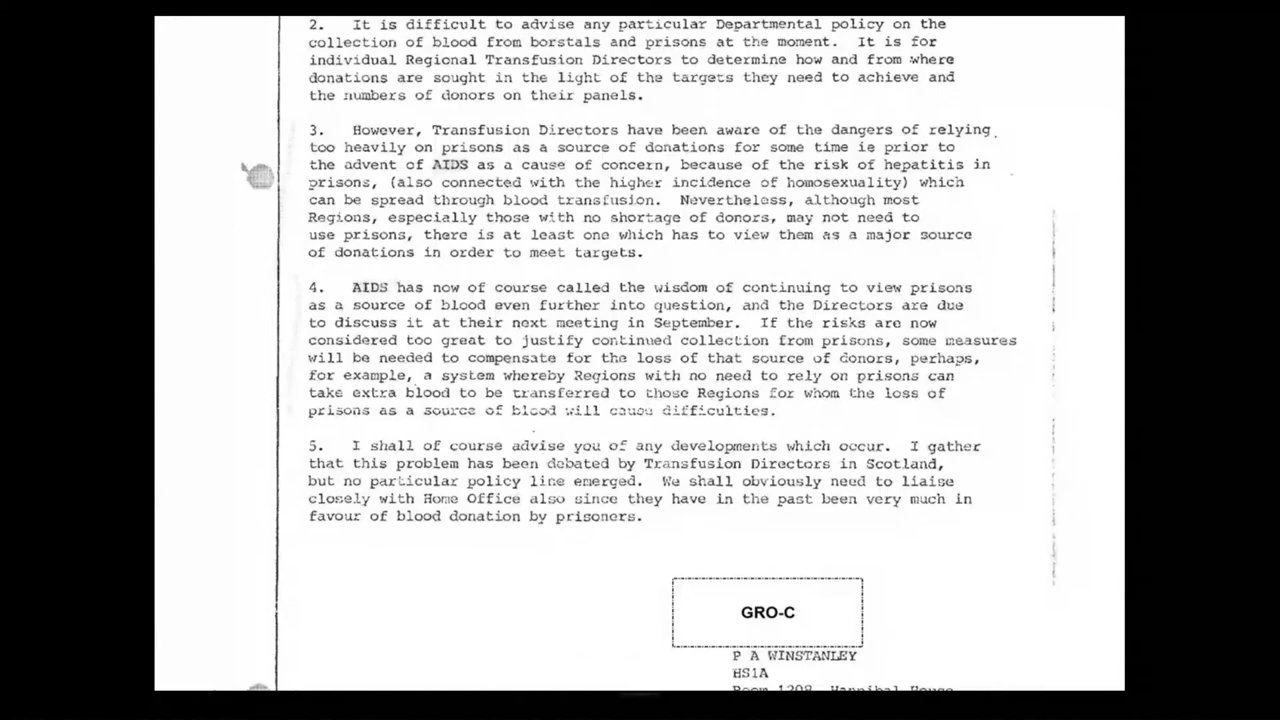 2. It is difficult to advise any particular Departmental policy on the
collection of blood from borstals and prisons at the moment. It is for
individual Regional Transfusion Directors to determine how and from where
donations are sought in the light of the targets they need to achieve and
the numbers of donors on their panels.
3. However, Transfusion Directors have been aware of the dangers of relying
too heavily on prisons as a source of donations for some time ie prior to
the advent of AIDS as a cause of concern, because of the risk of hepatitis in
prisons, (also connected with the higher incidence of homosexuality) which
can be spread through blood transfusion. Nevertheless, although most
Regions, especially those with no shortage of donors, may not need to
use prisons, there is at least one which has to view them as a major source
of donations in order to meet targets.
4. AIDS has now of course called the wisdom of continuing to view prisons
as a source of blood even further into question, and the Directors are due
to discuss it at their next meeting in September. If the risks are now
considered too great to justify continued collection from prisons, some measures
will be needed to compensate for the loss of that source of donors, perhaps,
for example, a system whereby Regions with no need to rely on prisons can
take extra blood to be transferred to those Regions for whom the loss of
prisons as a source of blood will cause difficulties.
5. I shall of course advise you of any developments which occur. I gather
that this problem has been debated by Transfusion Directors in Scotland,
but no particular policy line emerged. We shall obviously need to liaise
closely with Home Office also since they have in the past been very much in
favour of blood donation by prisoners.
GRO-C
P A WINSTANLEY
HS1A
Room 1208, Hannibal House